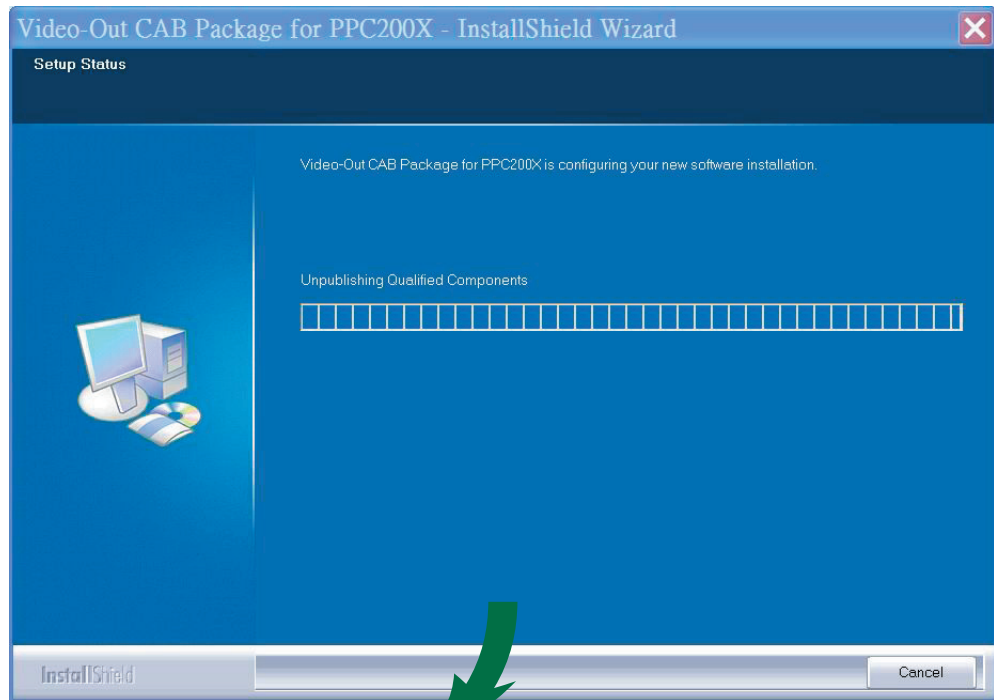 Video-Out CAB Package for PPC200X - InstallShield Wizard
Setup Status
Video-Out CAB Package for PPC200X is configuring your new software installation.
Unpublishing Qualified Components
InstallShield
Cancel